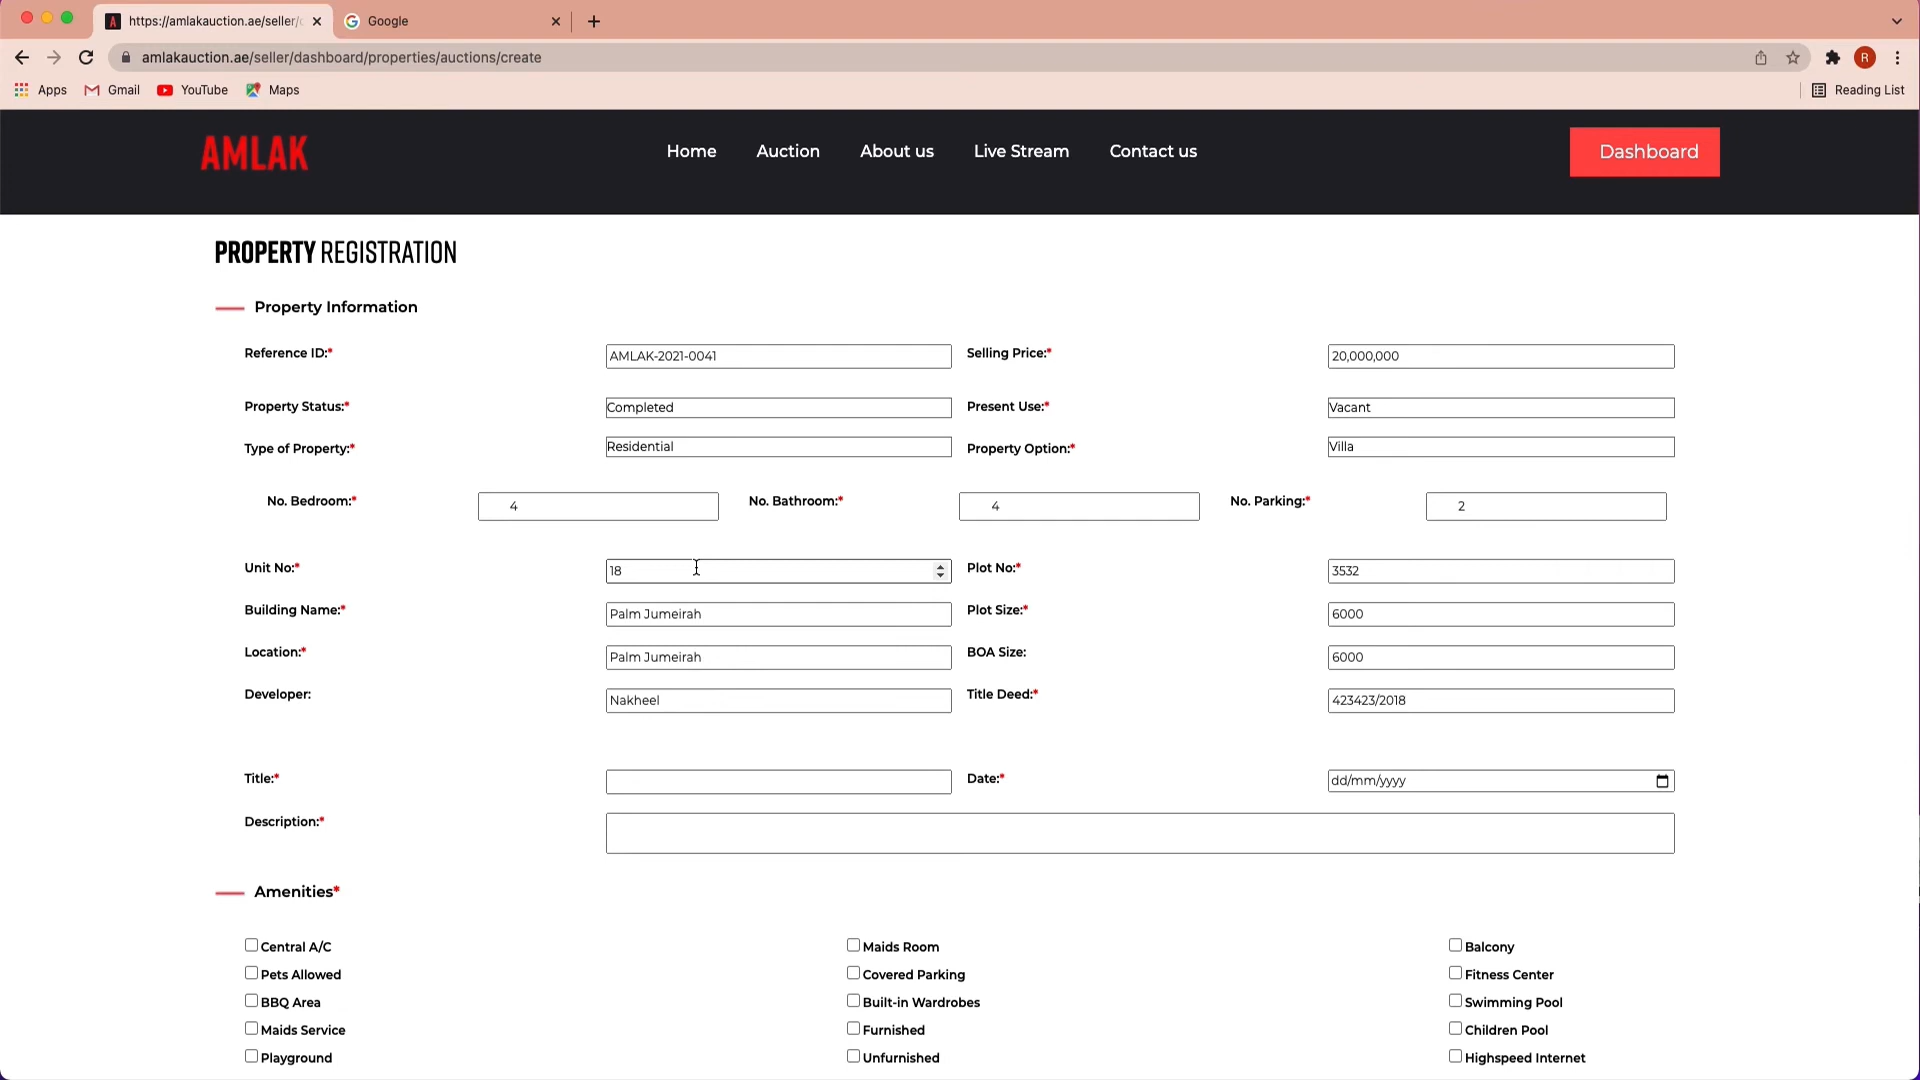 https://amlakauction.ae/seller/
Google
amlakauction.ae/seller/dashboard/properties/auctions/create
R
Apps
Gmail
YouTube
Maps
Reading List
AMLAK
Home
Auction
About us
Live Stream
Contact us
Dashboard
PROPERTY REGISTRATION
Property Information
Reference ID:* AMLAK-2021-0041 Selling Price:* 20,000,000
Property Status:* Completed Present Use:* Vacant
Type of Property:* Residential Property Option:* Villa
No. Bedroom:* 4 No. Bathroom:* 4 No. Parking:* 2
Unit No:* 18 Plot No:* 3532
Building Name:* Palm Jumeirah Plot Size:* 6000
Location:* Palm Jumeirah BOA Size: 6000
Developer: Nakheel Title Deed:* 423423/2018
Title:* Date:* dd/mm/yyyy
Description:*
Amenities*
Central A/C Maids Room Balcony
Pets Allowed Covered Parking Fitness Center
BBQ Area Built-in Wardrobes Swimming Pool
Maids Service Furnished Children Pool
Playground Unfurnished Highspeed Internet